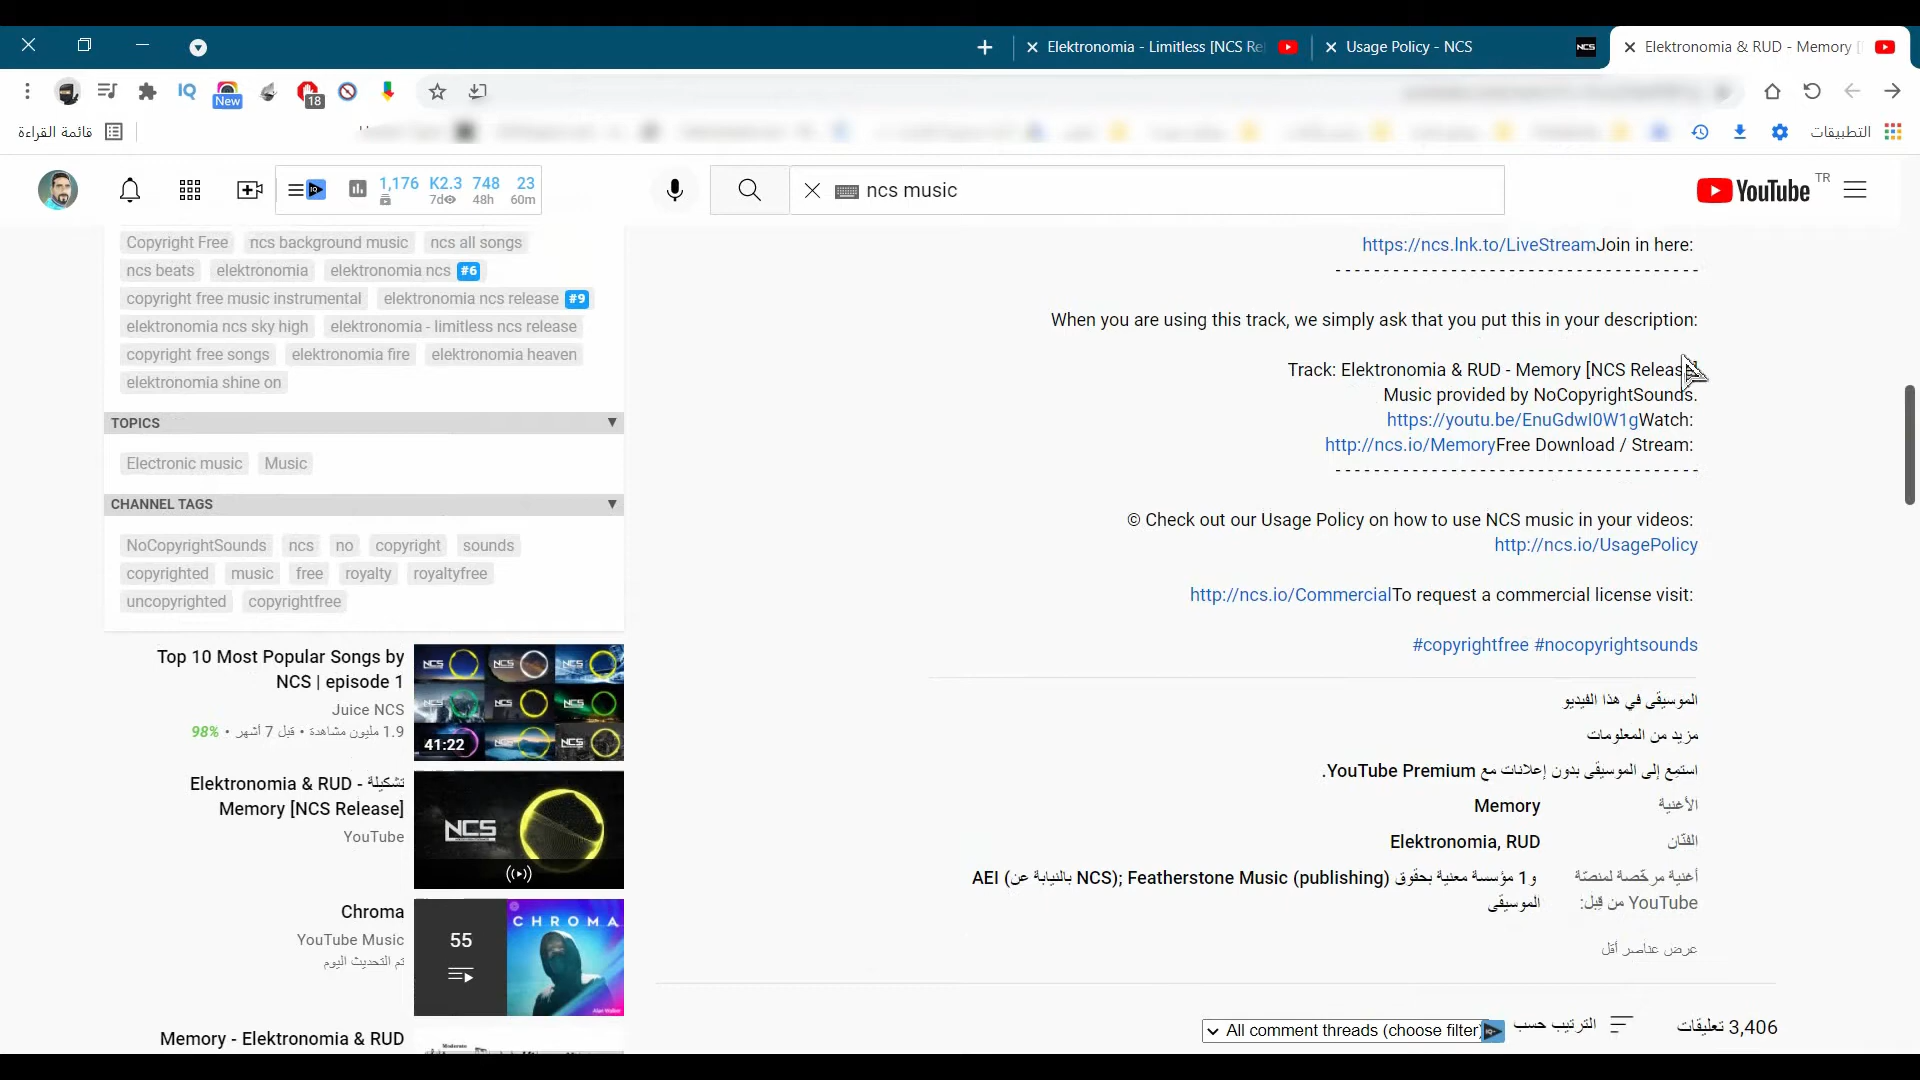 Elektronomia - Limitless [NCS Re
Usage Policy - NCS
NCS
Elektronomia & RUD - Memory [
New
18
IQ
قائمة القراءة
التطبيقات
1,176 K2.3 748 23
7d 48h 60m
ncs music
YouTube TR
Copyright Free ncs background music ncs all songs
ncs beats elektronomia elektronomia ncs #6
copyright free music instrumental elektronomia ncs release #9
elektronomia ncs sky high elektronomia - limitless ncs release
copyright free songs elektronomia fire elektronomia heaven
elektronomia shine on
TOPICS
Electronic music Music
CHANNEL TAGS
NoCopyrightSounds ncs no copyright sounds
copyrighted music free royalty royaltyfree
uncopyrighted copyrightfree
Top 10 Most Popular Songs by
NCS | episode 1
Juice NCS
1.9 مليون مشاهدة • قبل 7 أشهر • 98%
41:22
تشكيلة - Elektronomia & RUD
Memory [NCS Release]
YouTube
NCS
Chroma
YouTube Music
تم التحديث اليوم
55
CHROMA
Alan Walker
Memory - Elektronomia & RUD
https://ncs.lnk.to/LiveStreamJoin in here:
- - - - - - - - - - - - - - - - - - - - - - - - - - - - - - - - - - - -
When you are using this track, we simply ask that you put this in your description:
Track: Elektronomia & RUD - Memory [NCS Release]
Music provided by NoCopyrightSounds.
https://youtu.be/EnuGdwI0W1gWatch:
http://ncs.io/MemoryFree Download / Stream:
- - - - - - - - - - - - - - - - - - - - - - - - - - - - - - - - - - - -
© Check out our Usage Policy on how to use NCS music in your videos:
http://ncs.io/UsagePolicy
http://ncs.io/CommercialTo request a commercial license visit:
#copyrightfree #nocopyrightsounds
الموسيقى في هذا الفيديو
مزيد من المعلومات
استمِع إلى الموسيقى بدون إعلانات مع YouTube Premium.
الأغنية
Memory
الفنّان
Elektronomia, RUD
أغنية مرخّصة لمنصّة
YouTube من قِبل:
AEI (بالنيابة عن NCS); Featherstone Music (publishing) و1 مؤسسة معنية بحقوق
الموسيقى
عرض عناصر أقل
3,406 تعليقات
الترتيب حسب
All comment threads (choose filter)